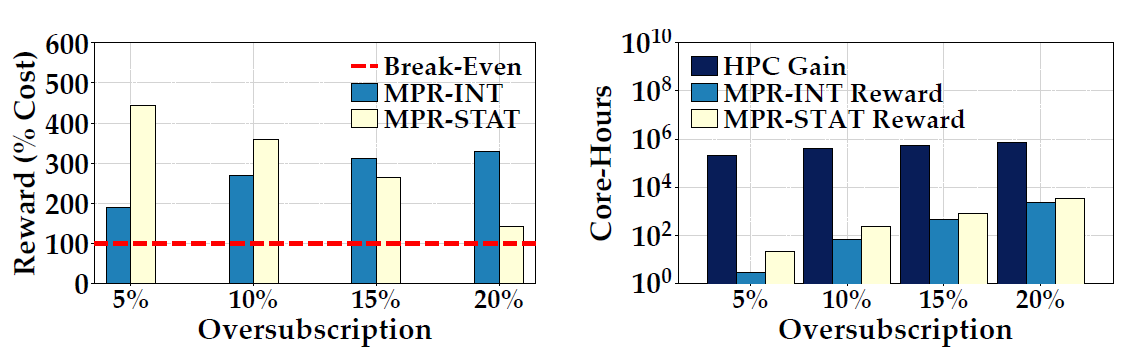 Reward (% Cost)
600
500
400
300
200
100
0
Break-Even
MPR-INT
MPR-STAT
5% 10% 15% 20%
Oversubscription
Core-Hours
10^10
10^8
10^6
10^4
10^2
10^0
HPC Gain
MPR-INT Reward
MPR-STAT Reward
5% 10% 15% 20%
Oversubscription